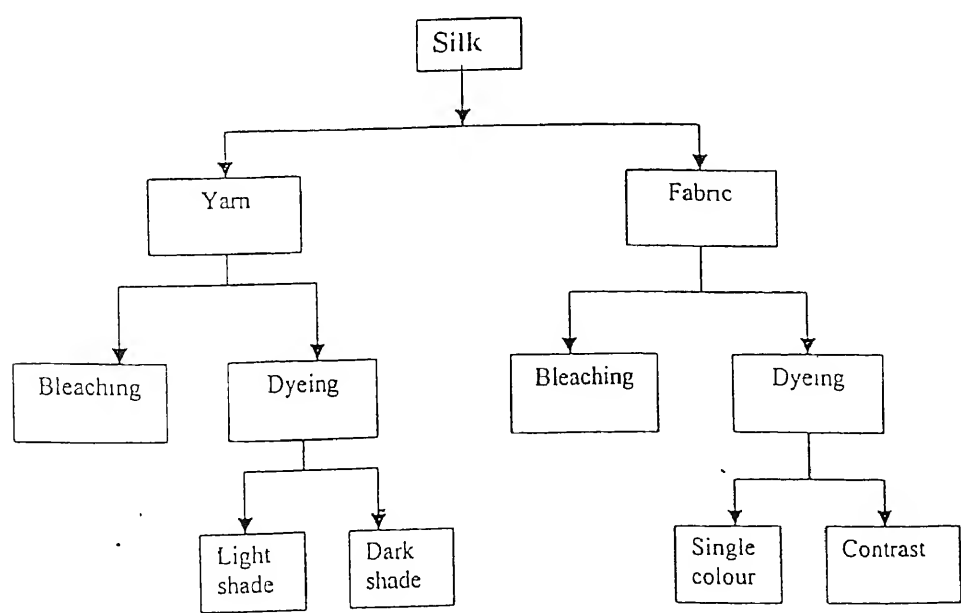 Silk
Yarn
Fabric
Bleaching
Dyeing
Bleaching
Dyeing
Light
shade
Dark
shade
Single
colour
Contrast